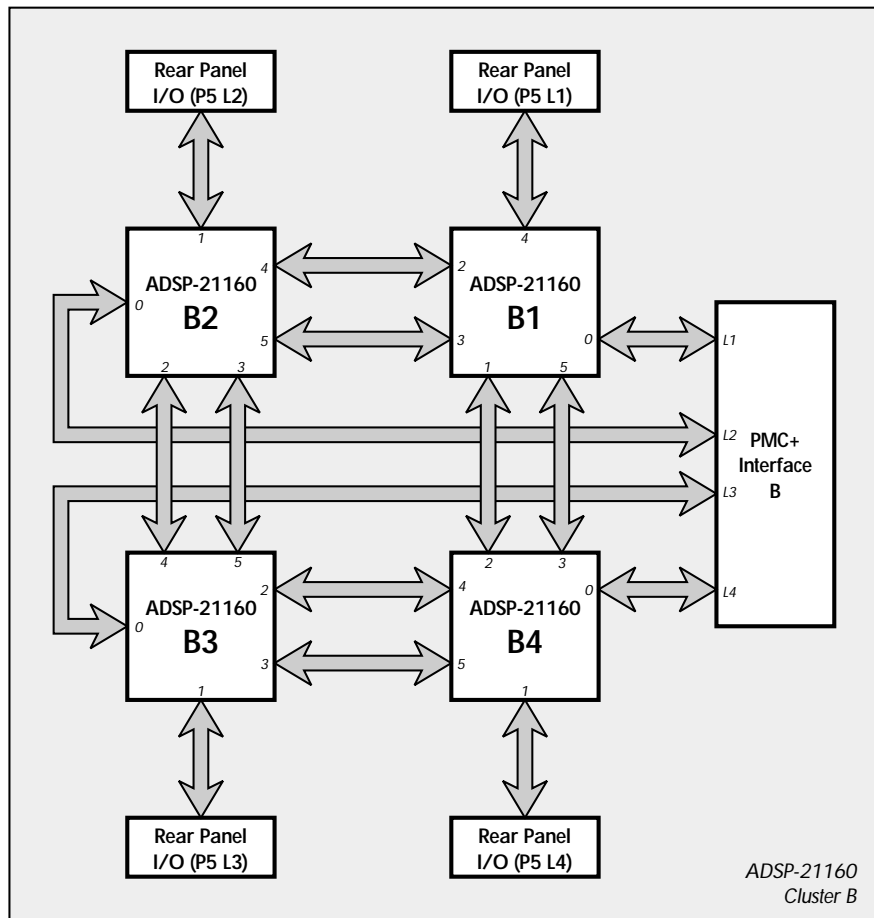 Rear Panel
I/O (P5 L2)
Rear Panel
I/O (P5 L1)
1
4
ADSP-21160
B2
4
5
0
2
3
ADSP-21160
B1
2
3
0
1
5
L1
L2
L3
L4
PMC+
Interface
B
4
5
ADSP-21160
B3
2
3
0
1
2
3
ADSP-21160
B4
0
4
5
1
Rear Panel
I/O (P5 L3)
Rear Panel
I/O (P5 L4)
ADSP-21160
Cluster B